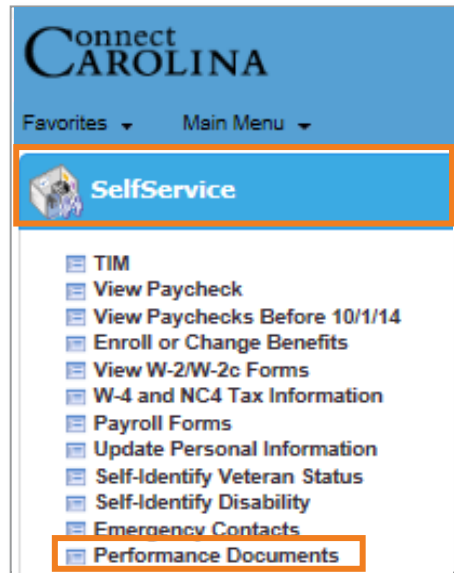 Connect
CAROLINA
Favorites Main Menu
SelfService
TIM
View Paycheck
View Paychecks Before 10/1/14
Enroll or Change Benefits
View W-2/W-2c Forms
W-4 and NC4 Tax Information
Payroll Forms
Update Personal Information
Self-Identify Veteran Status
Self-Identify Disability
Emergency Contacts
Performance Documents